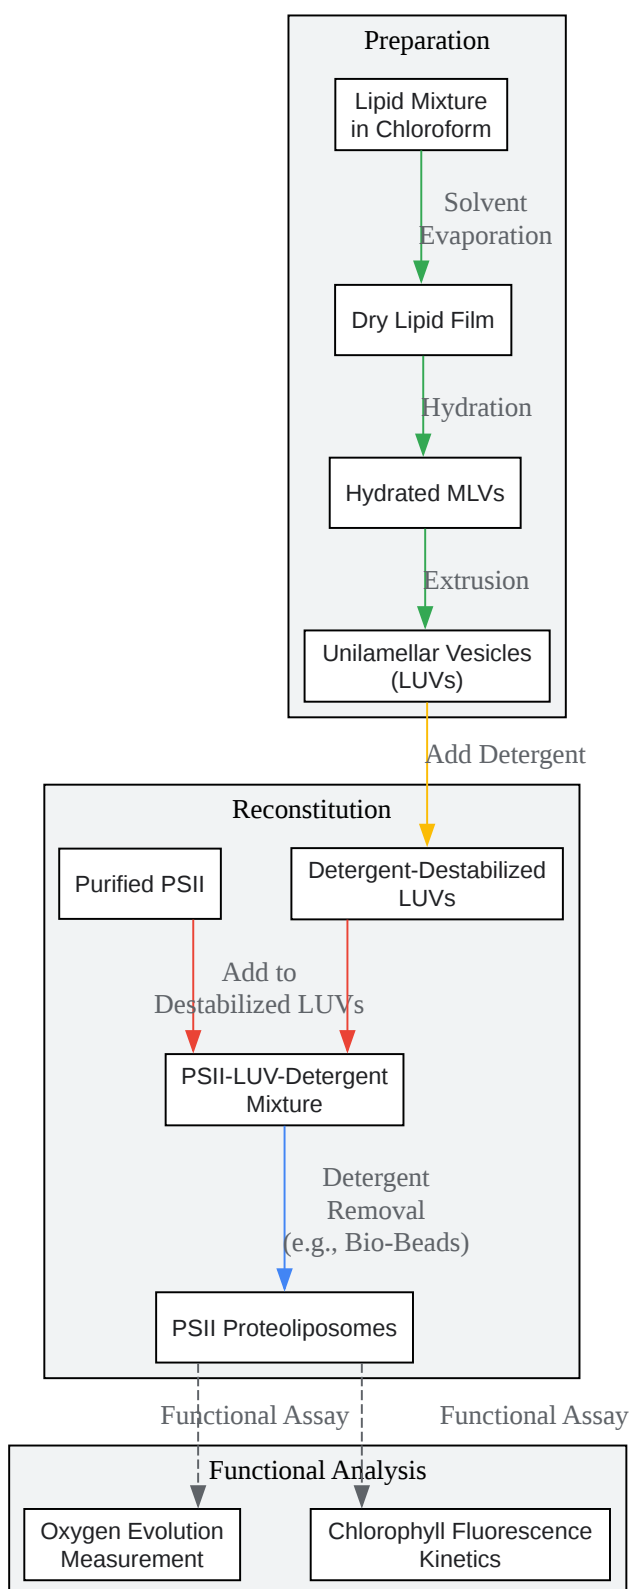 Preparation
Lipid Mixture
in Chloroform
Solvent
Evaporation
Dry Lipid Film
Hydration
Hydrated MLVs
Extrusion
Unilamellar Vesicles
(LUVs)
Add Detergent
Reconstitution
Purified PSII
Detergent-Destabilized
LUVs
Add to
Destabilized LUVs
PSII-LUV-Detergent
Mixture
Detergent
Removal
(e.g., Bio-Beads)
PSII Proteoliposomes
Functional Assay
Functional Assay
Functional Analysis
Oxygen Evolution
Measurement
Chlorophyll Fluorescence
Kinetics